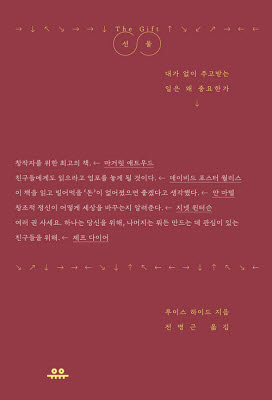 → ↓ ↙ ↓ → → ← ↘ The Gift ↓ ↑ ↖ ↘ ← → ↗ ↓
선물
대가 없이 주고받는
일은 왜 중요한가
↓
창작자를 위한 최고의 책. ← 마거릿 애트우드
친구들에게도 읽으라고 엄포를 놓게 될 것이다. ← 데이비드 포스터 월리스
이 책을 읽고 빌어먹을 ‘돈’이 없어졌으면 좋겠다고 생각했다. ← 얀 마텔
창조적 정신이 어떻게 세상을 바꾸는지 알려준다. ← 지넷 윈터슨
여러 권 사세요. 하나는 당신을 위해, 나머지는 뭐든 만드는 데 관심이 있는
친구들을 위해. ← 제프 다이어
루이스 하이드 지음
전병근 옮김
유유